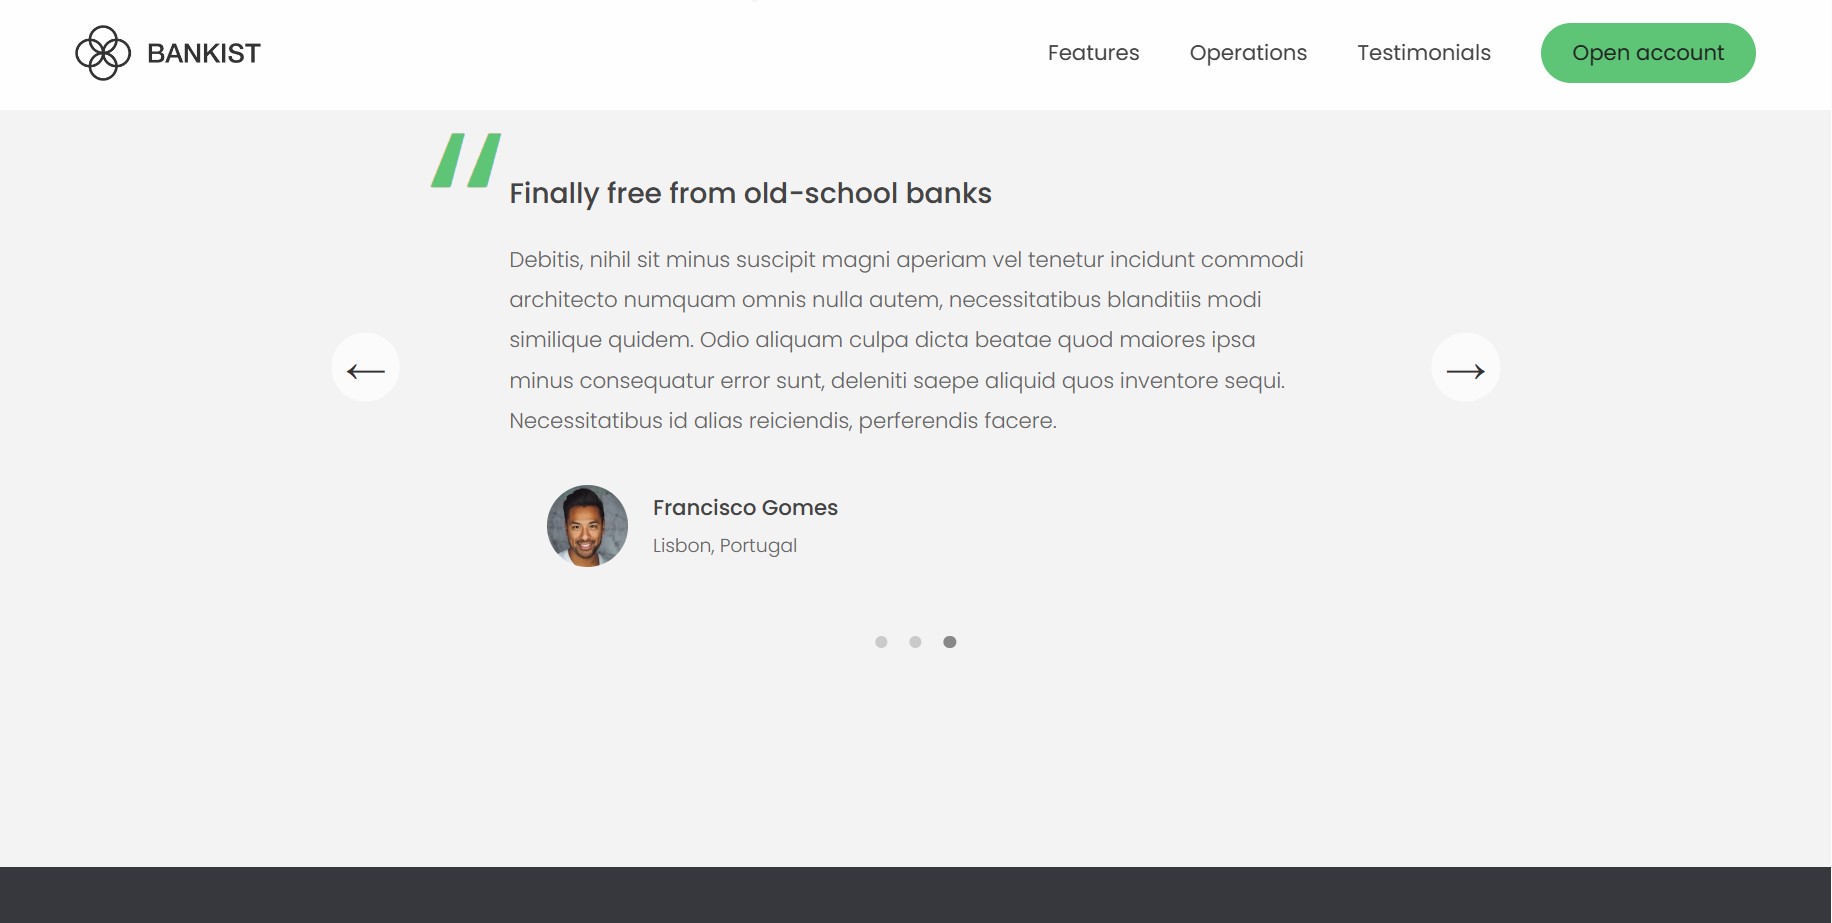 BANKIST
Features
Operations
Testimonials
Open account
Finally free from old-school banks
Debitis, nihil sit minus suscipit magni aperiam vel tenetur incidunt commodi
architecto numquam omnis nulla autem, necessitatibus blanditiis modi
similique quidem. Odio aliquam culpa dicta beatae quod maiores ipsa
minus consequatur error sunt, deleniti saepe aliquid quos inventore sequi.
Necessitatibus id alias reiciendis, perferendis facere.
Francisco Gomes
Lisbon, Portugal